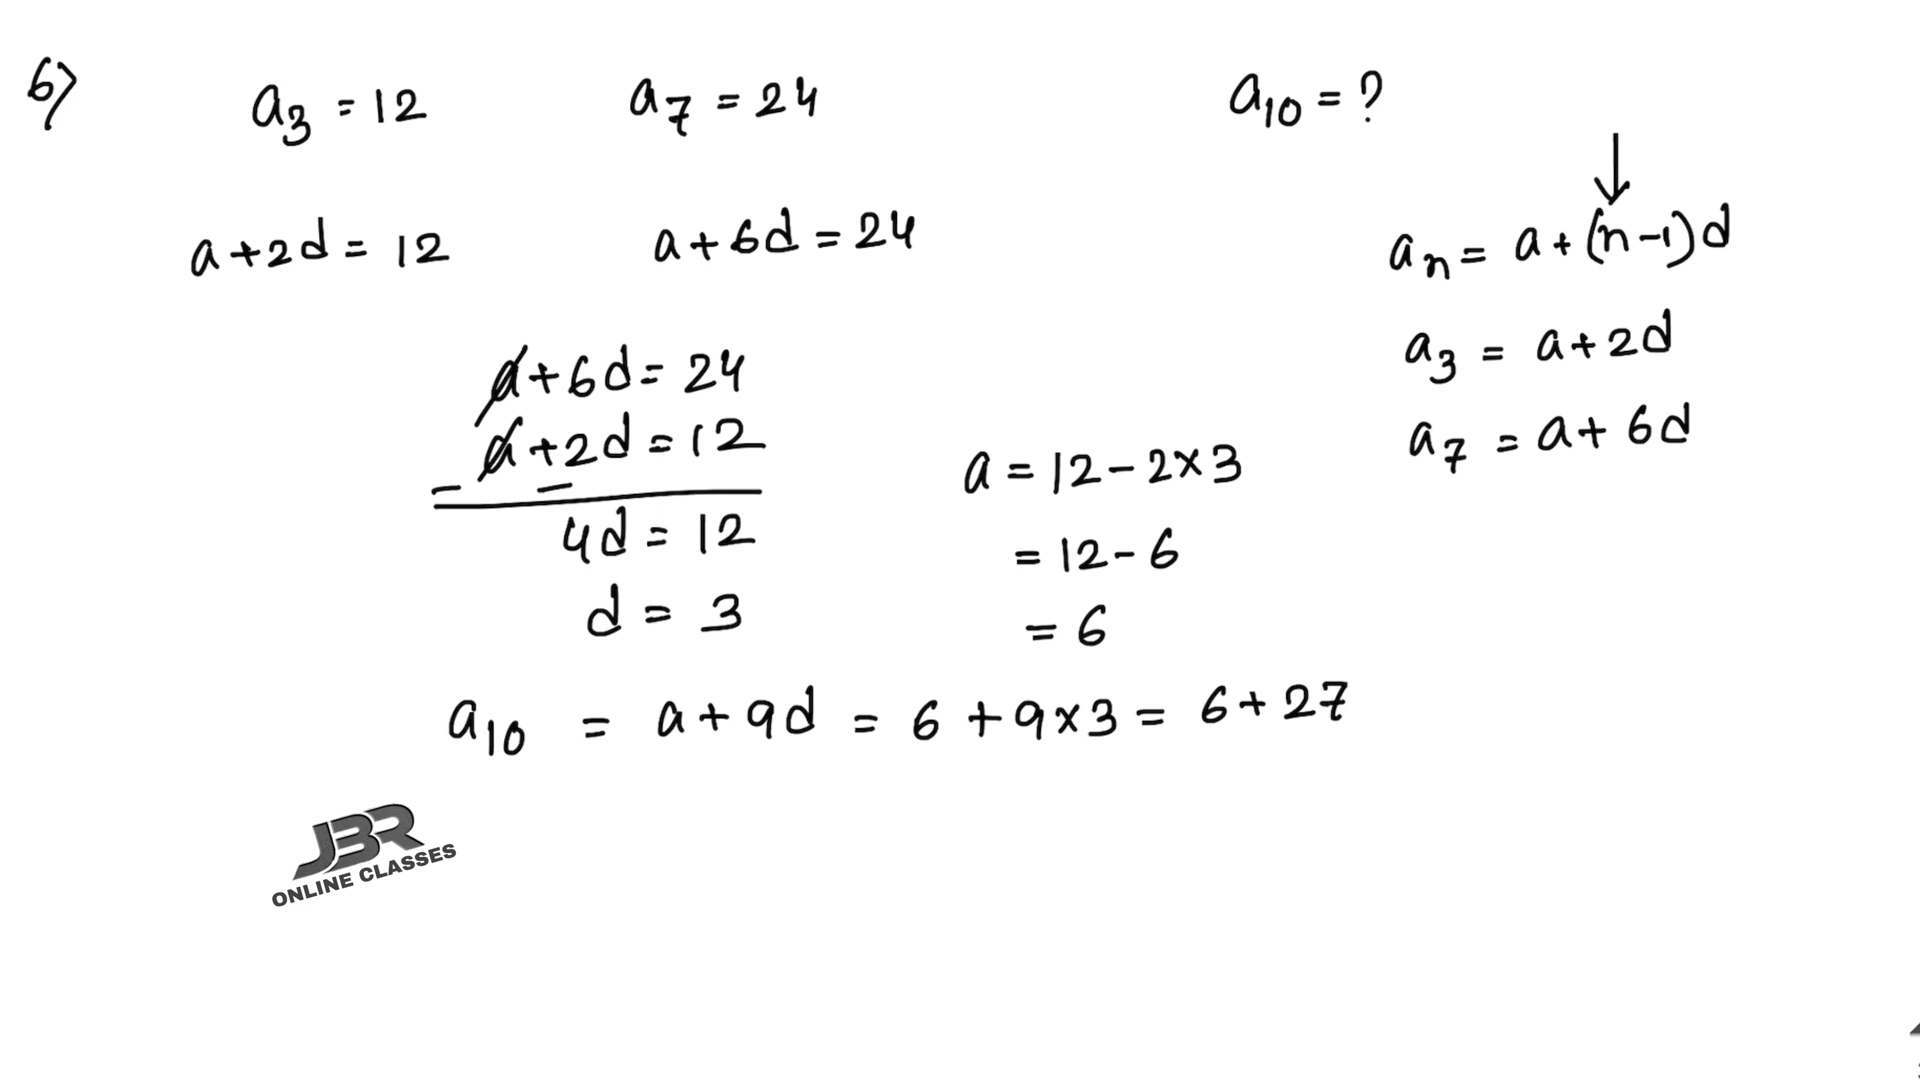 6) a₃ = 12 a₇ = 24 a₁₀ = ?
a + 2d = 12 a + 6d = 24
↓
aₙ = a + (n-1)d
a₃ = a + 2d
a₇ = a + 6d
a + 6d = 24
a + 2d = 12
- -
4d = 12
d = 3
a = 12 - 2×3
= 12 - 6
= 6
a₁₀ = a + 9d = 6 + 9×3 = 6 + 27
JBR
ONLINE CLASSES